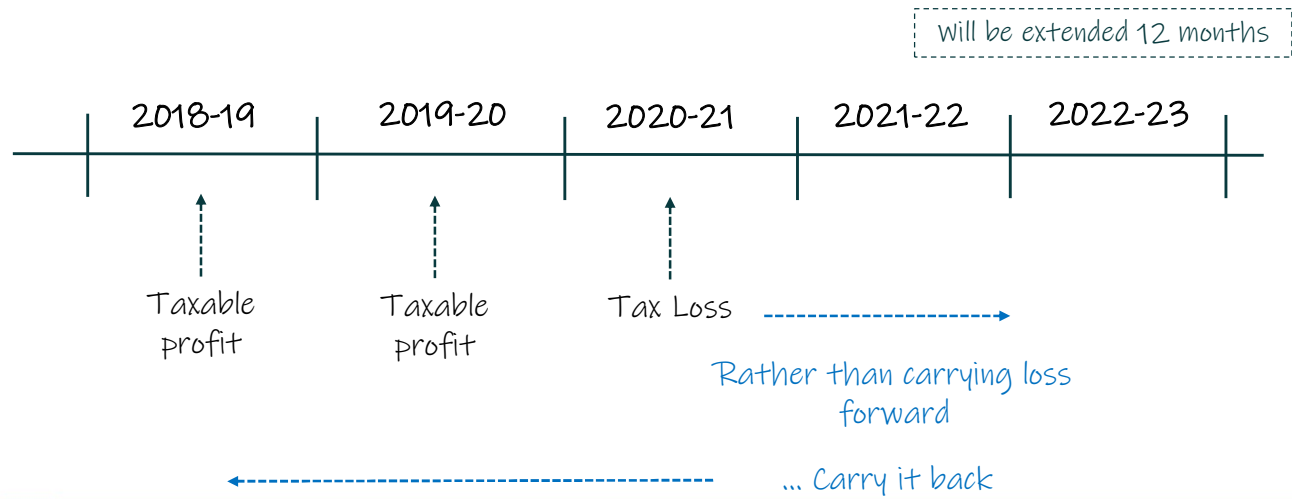 Will be extended 12 months
2018-19 2019-20 2020-21 2021-22 2022-23
Taxable profit
Taxable profit
Tax Loss
Rather than carrying loss
forward
... Carry it back